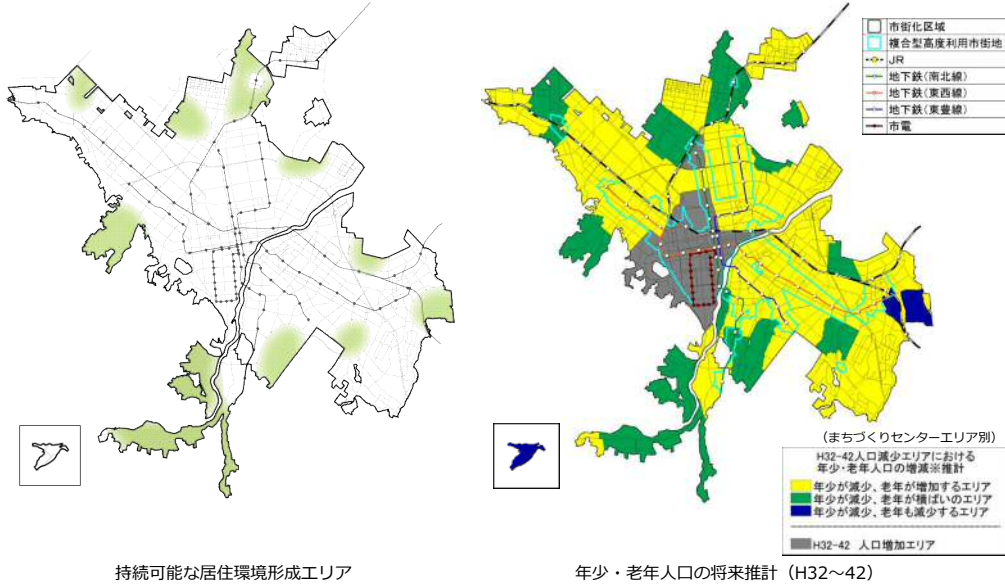 市街化区域
複合型高度利用市街地
JR
地下鉄(南北線)
地下鉄(東西線)
地下鉄(東豊線)
市電
(まちづくりセンターエリア別)
H32-42人口減少エリアにおける
年少・老年人口の増減※推計
年少が減少、老年が増加するエリア
年少が減少、老年が横ばいのエリア
年少が減少、老年も減少するエリア
H32-42 人口増加エリア
持続可能な居住環境形成エリア
年少・老年人口の将来推計（H32～42）